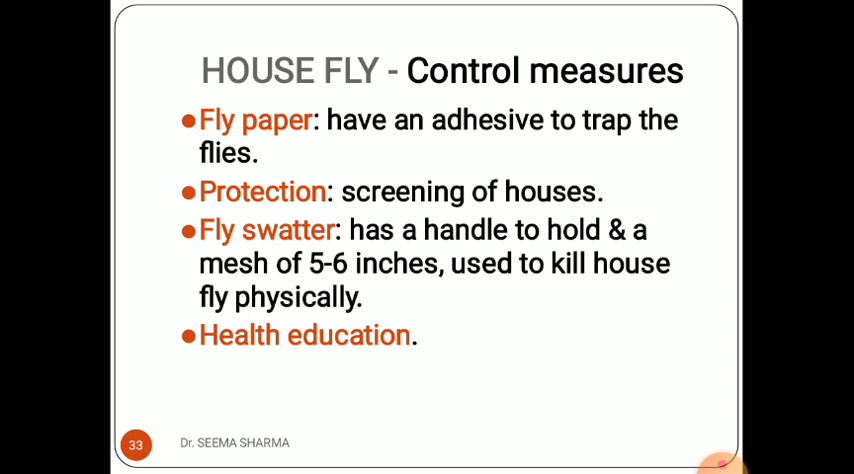 HOUSE FLY - Control measures
●Fly paper: have an adhesive to trap the
flies.
●Protection: screening of houses.
●Fly swatter: has a handle to hold & a
mesh of 5-6 inches, used to kill house
fly physically.
●Health education.
33
Dr. SEEMA SHARMA